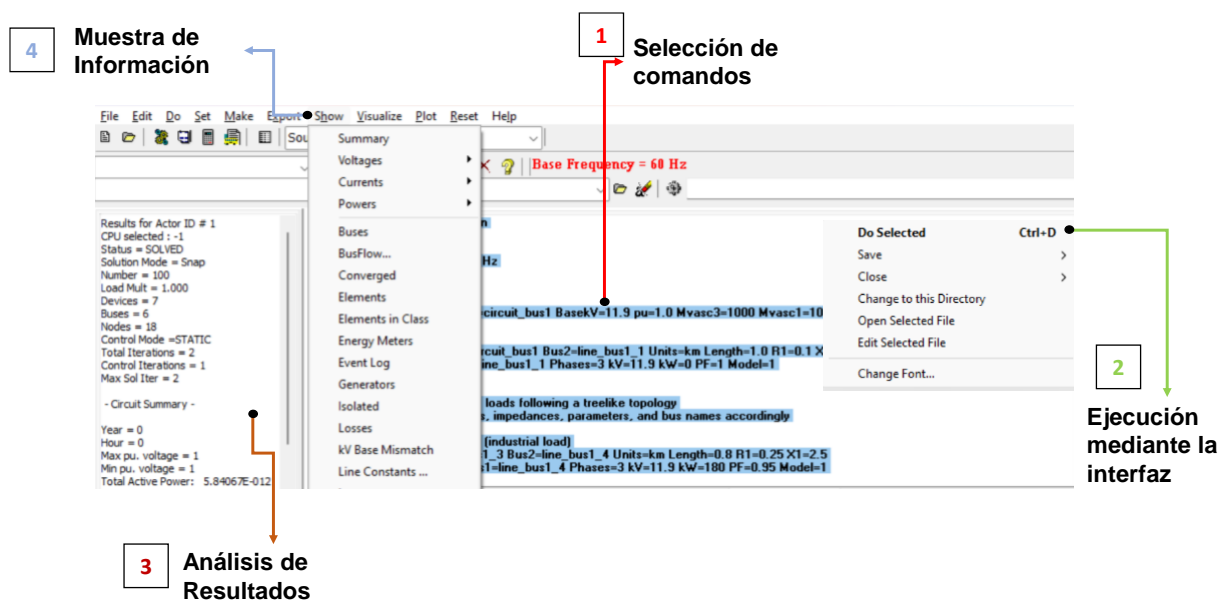 4
Muestra de
Información
1
Selección de
comandos
File Edit Do Set Make Export Show Visualize Plot Reset Help
Base Frequency = 60 Hz
Summary
Voltages
Currents
Powers
Buses
BusFlow...
Converged
Elements
Elements in Class
Energy Meters
Event Log
Generators
Isolated
Losses
kV Base Mismatch
Line Constants ...
Results for Actor ID # 1
CPU selected : -1
Status = SOLVED
Solution Mode = Snap
Number = 100
Load Mult = 1.000
Devices = 7
Buses = 6
Nodes = 18
Control Mode =STATIC
Total Iterations = 2
Control Iterations = 1
Max Sol Iter = 2
- Circuit Summary -
Year = 0
Hour = 0
Max pu. voltage = 1
Min pu. voltage = 1
Total Active Power: 5.84067E-012
Hz
circuit_bus1 BasekV=11.9 pu=1.0 Mvasc3=1000 Mvasc1=10
rcuit_bus1 Bus2=line_bus1_1 Units=km Length=1.0 R1=0.1 X
ine_bus1_1 Phases=3 kV=11.9 kW=0 PF=1 Model=1
loads following a treelike topology
s, impedances, parameters, and bus names accordingly
(industrial load)
1_3 Bus2=line_bus1_4 Units=km Length=0.8 R1=0.25 X1=2.5
s1=line_bus1_4 Phases=3 kV=11.9 kW=180 PF=0.95 Model=1
Do Selected Ctrl+D
Save
Close
Change to this Directory
Open Selected File
Edit Selected File
Change Font...
2
Ejecución
mediante la
interfaz
3
Análisis de
Resultados